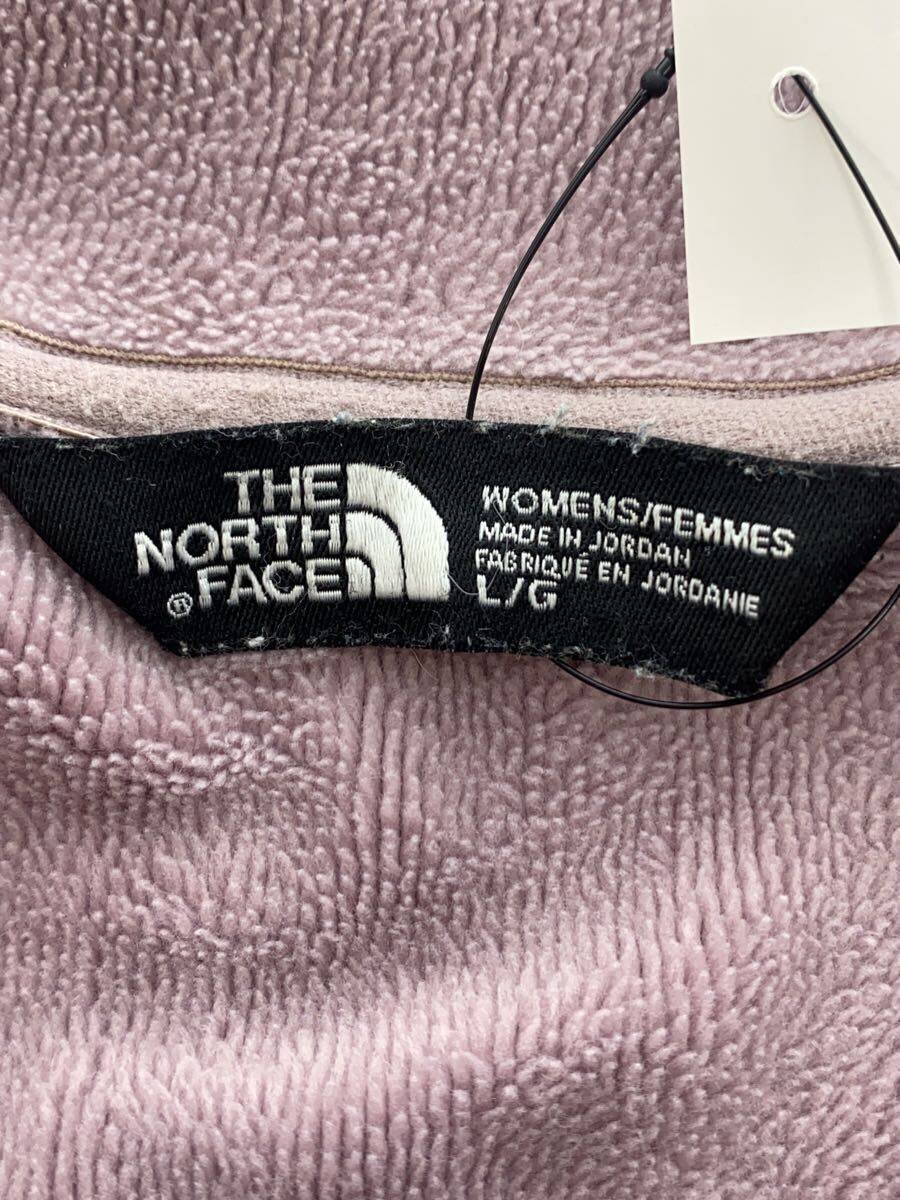 THE
NORTH
®FACE
WOMENS/FEMMES
MADE IN JORDAN
FABRIQUÉ EN JORDANIE
L/G